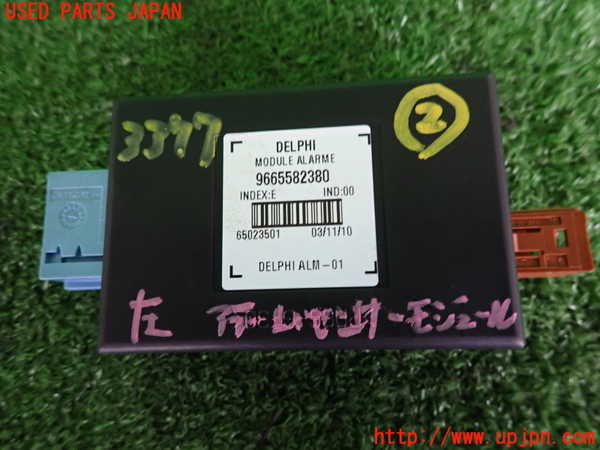 USED PARTS JAPAN
3377
②
DELPHI
MODULE ALARME
9665582380
INDEX:E IND:00
65023501 03/11/10
DELPHI ALM-01
左 アラームセンサーモジュール
http://www.upjpn.com